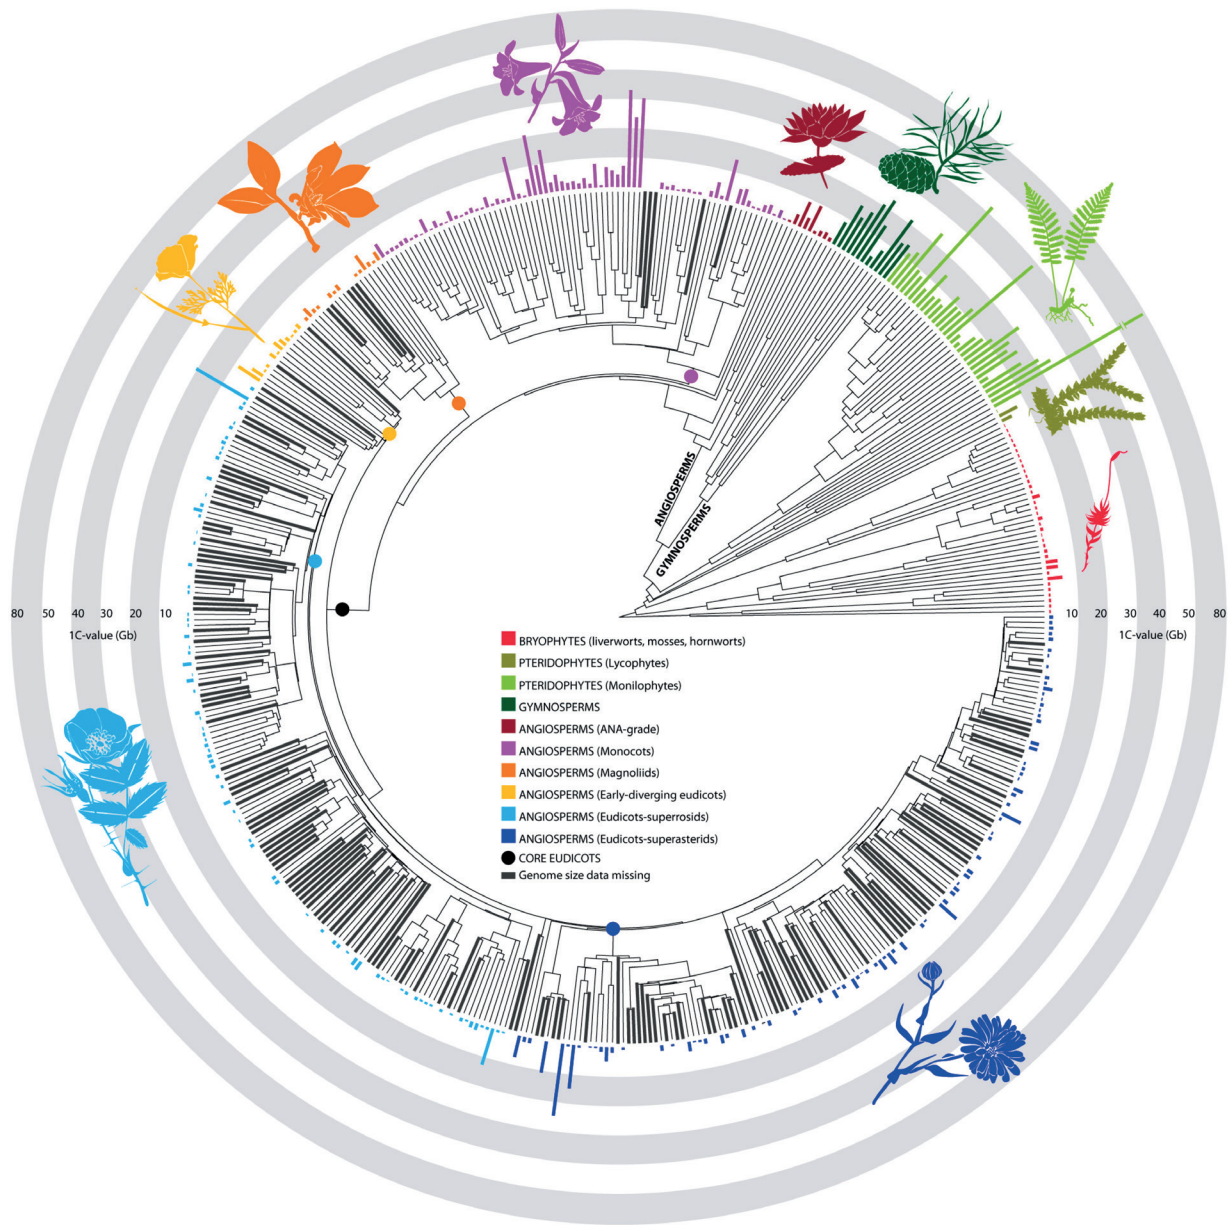 ANGIOSPERMS
GYMNOSPERMS
80 50 40 30 20 10
1C-value (Gb)
10 20 30 40 50 80
1C-value (Gb)
BRYOPHYTES (liverworts, mosses, hornworts)
PTERIDOPHYTES (Lycophytes)
PTERIDOPHYTES (Monilophytes)
GYMNOSPERMS
ANGIOSPERMS (ANA-grade)
ANGIOSPERMS (Monocots)
ANGIOSPERMS (Magnoliids)
ANGIOSPERMS (Early-diverging eudicots)
ANGIOSPERMS (Eudicots-superrosids)
ANGIOSPERMS (Eudicots-superasterids)
CORE EUDICOTS
Genome size data missing